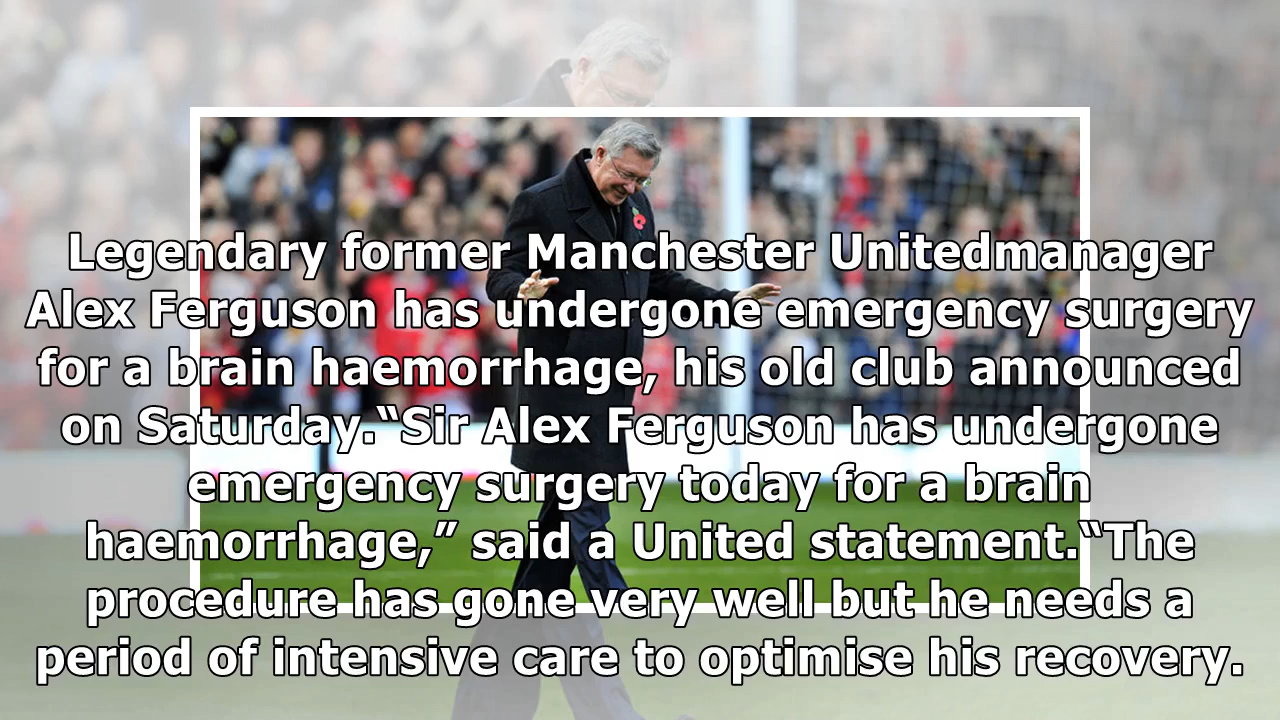 Legendary former Manchester Unitedmanager
Alex Ferguson has undergone emergency surgery
for a brain haemorrhage, his old club announced
on Saturday.“Sir Alex Ferguson has undergone
emergency surgery today for a brain
haemorrhage,” said a United statement.“The
procedure has gone very well but he needs a
period of intensive care to optimise his recovery.